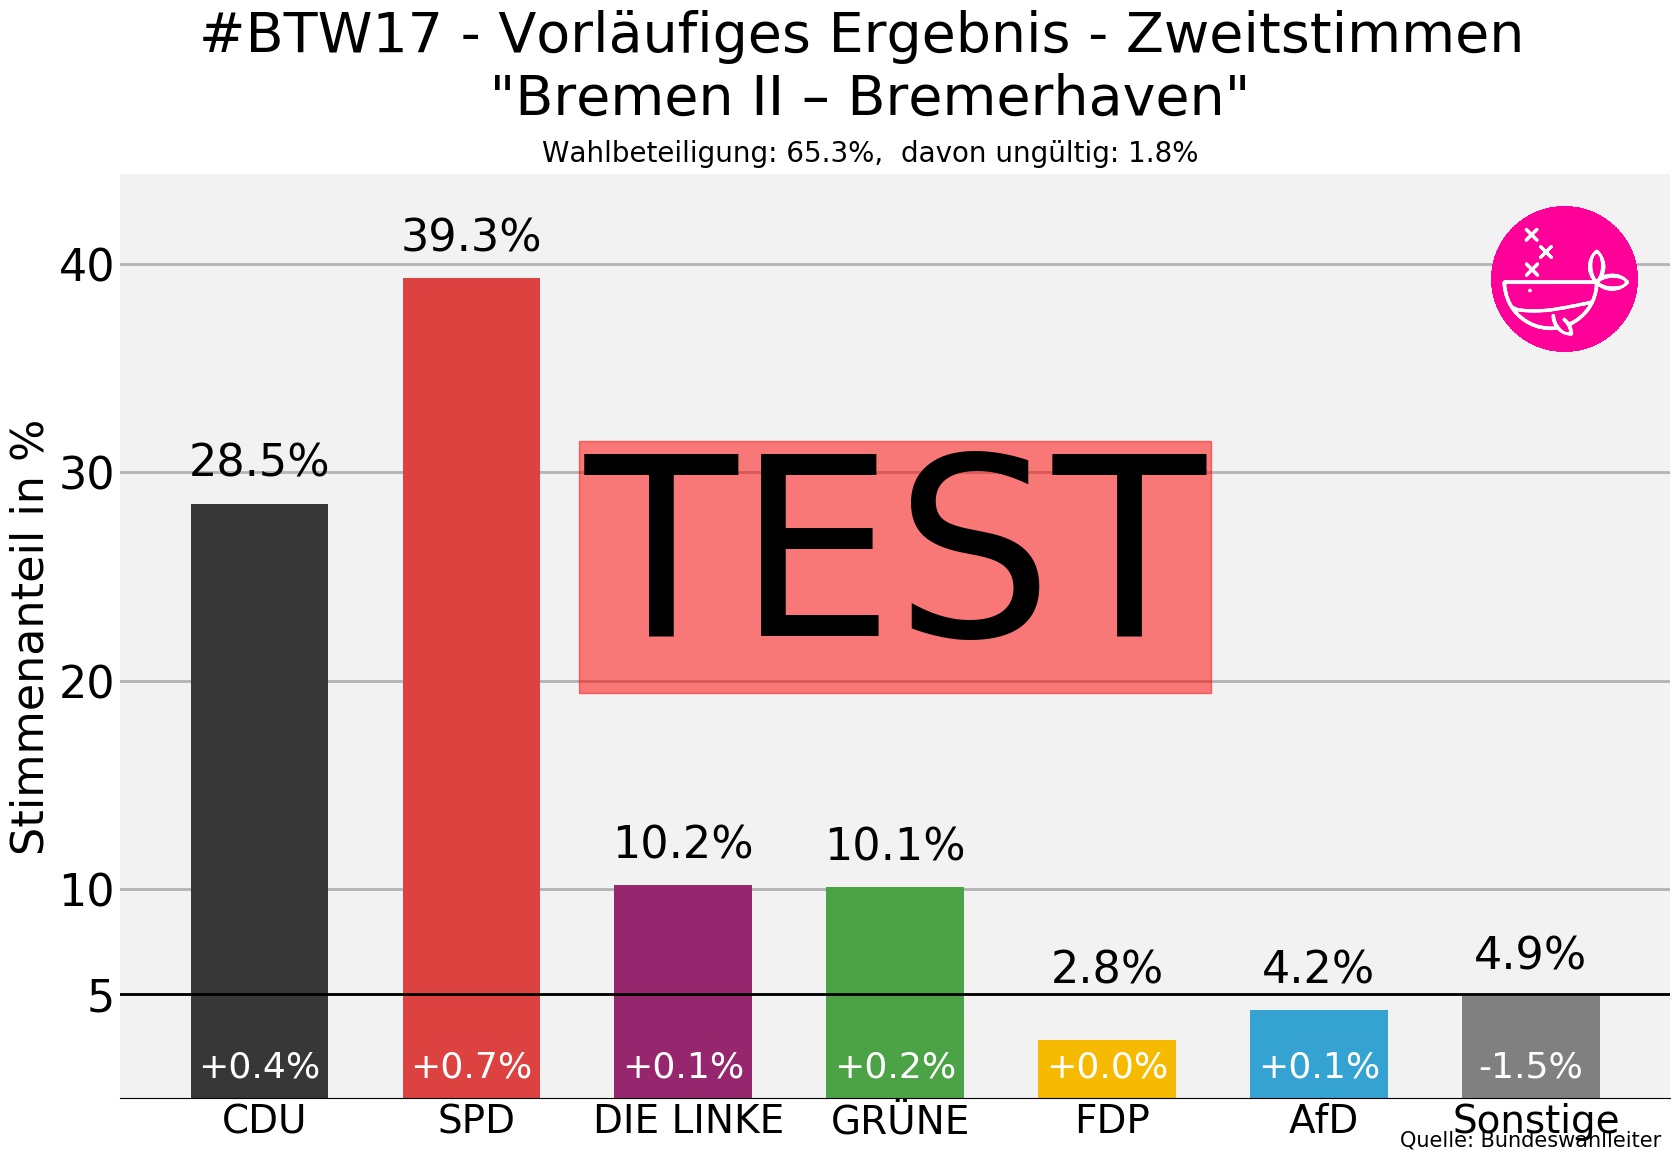 #BTW17 - Vorläufiges Ergebnis - Zweitstimmen
"Bremen II – Bremerhaven"
Wahlbeteiligung: 65.3%,  davon ungültig: 1.8%
Stimmenanteil in %
40
30
20
10
5
28.5%
39.3%
10.2%
10.1%
2.8%
4.2%
4.9%
TEST
+0.4%
+0.7%
+0.1%
+0.2%
+0.0%
+0.1%
-1.5%
CDU
SPD
DIE LINKE
GRÜNE
FDP
AfD
Sonstige
Quelle: Bundeswahlleiter